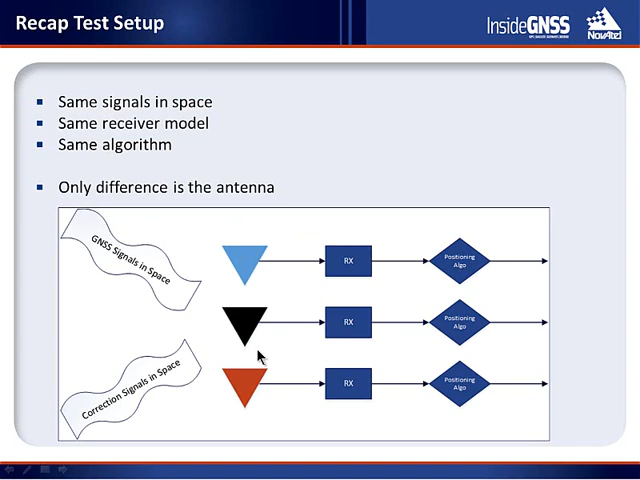 Recap Test Setup
InsideGNSS
NovAtel
Same signals in space
Same receiver model
Same algorithm
Only difference is the antenna
GNSS Signals in Space
RX
Positioning
Algo
RX
Positioning
Algo
Correction Signals in Space
RX
Positioning
Algo